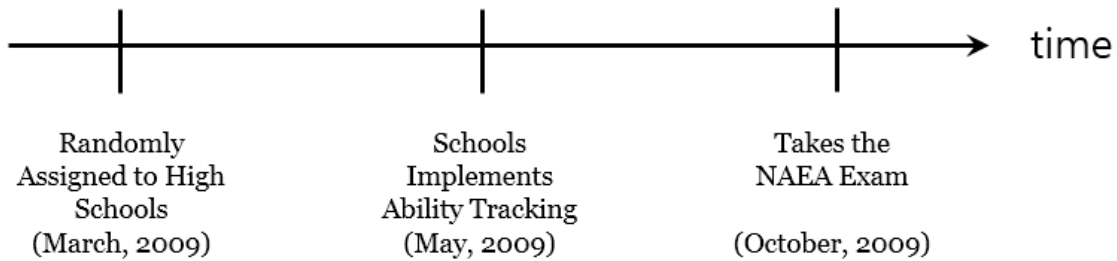 time
Randomly
Assigned to High
Schools
(March, 2009)
Schools
Implements
Ability Tracking
(May, 2009)
Takes the
NAEA Exam
(October, 2009)